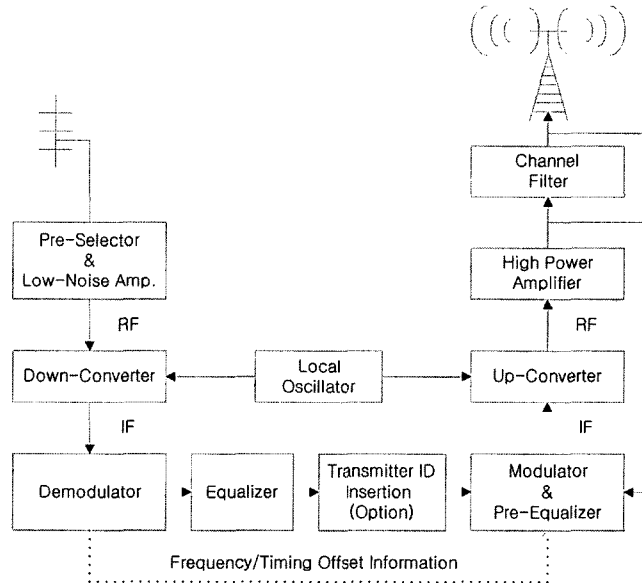 Channel
Filter
Pre-Selector
&
Low-Noise Amp.
High Power
Amplifier
RF
RF
Down-Converter
Local
Oscillator
Up-Converter
IF
IF
Demodulator
Equalizer
Transmitter ID
Insertion
(Option)
Modulator
&
Pre-Equalizer
Frequency/Timing Offset Information